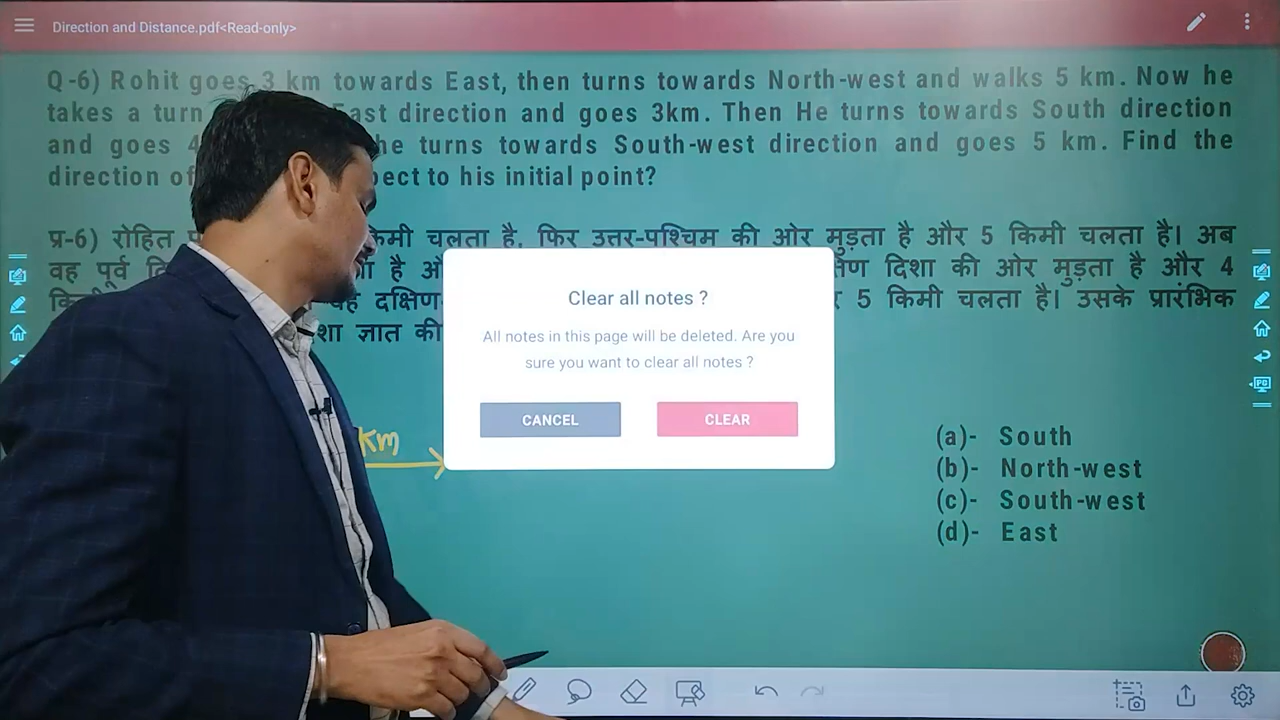 Direction and Distance.pdf<Read-only>
Q-6) Rohit goes 3 km towards East, then turns towards North-west and walks 5 km. Now he
takes a turn East direction and goes 3km. Then He turns towards South direction
and goes 4 he turns towards South-west direction and goes 5 km. Find the
direction of to his initial point?
प्र-6) रोहित किमी चलता है, फिर उत्तर-पश्चिम की ओर मुड़ता है और 5 किमी चलता है। अब
वह पूर्व है दिशा की ओर मुड़ता है और 4
वह 5 किमी चलता है। उसके प्रारंभिक
ज्ञात
Clear all notes ?
All notes in this page will be deleted. Are you
sure you want to clear all notes ?
CANCEL CLEAR
km
(a)- South
(b)- North-west
(c)- South-west
(d)- East